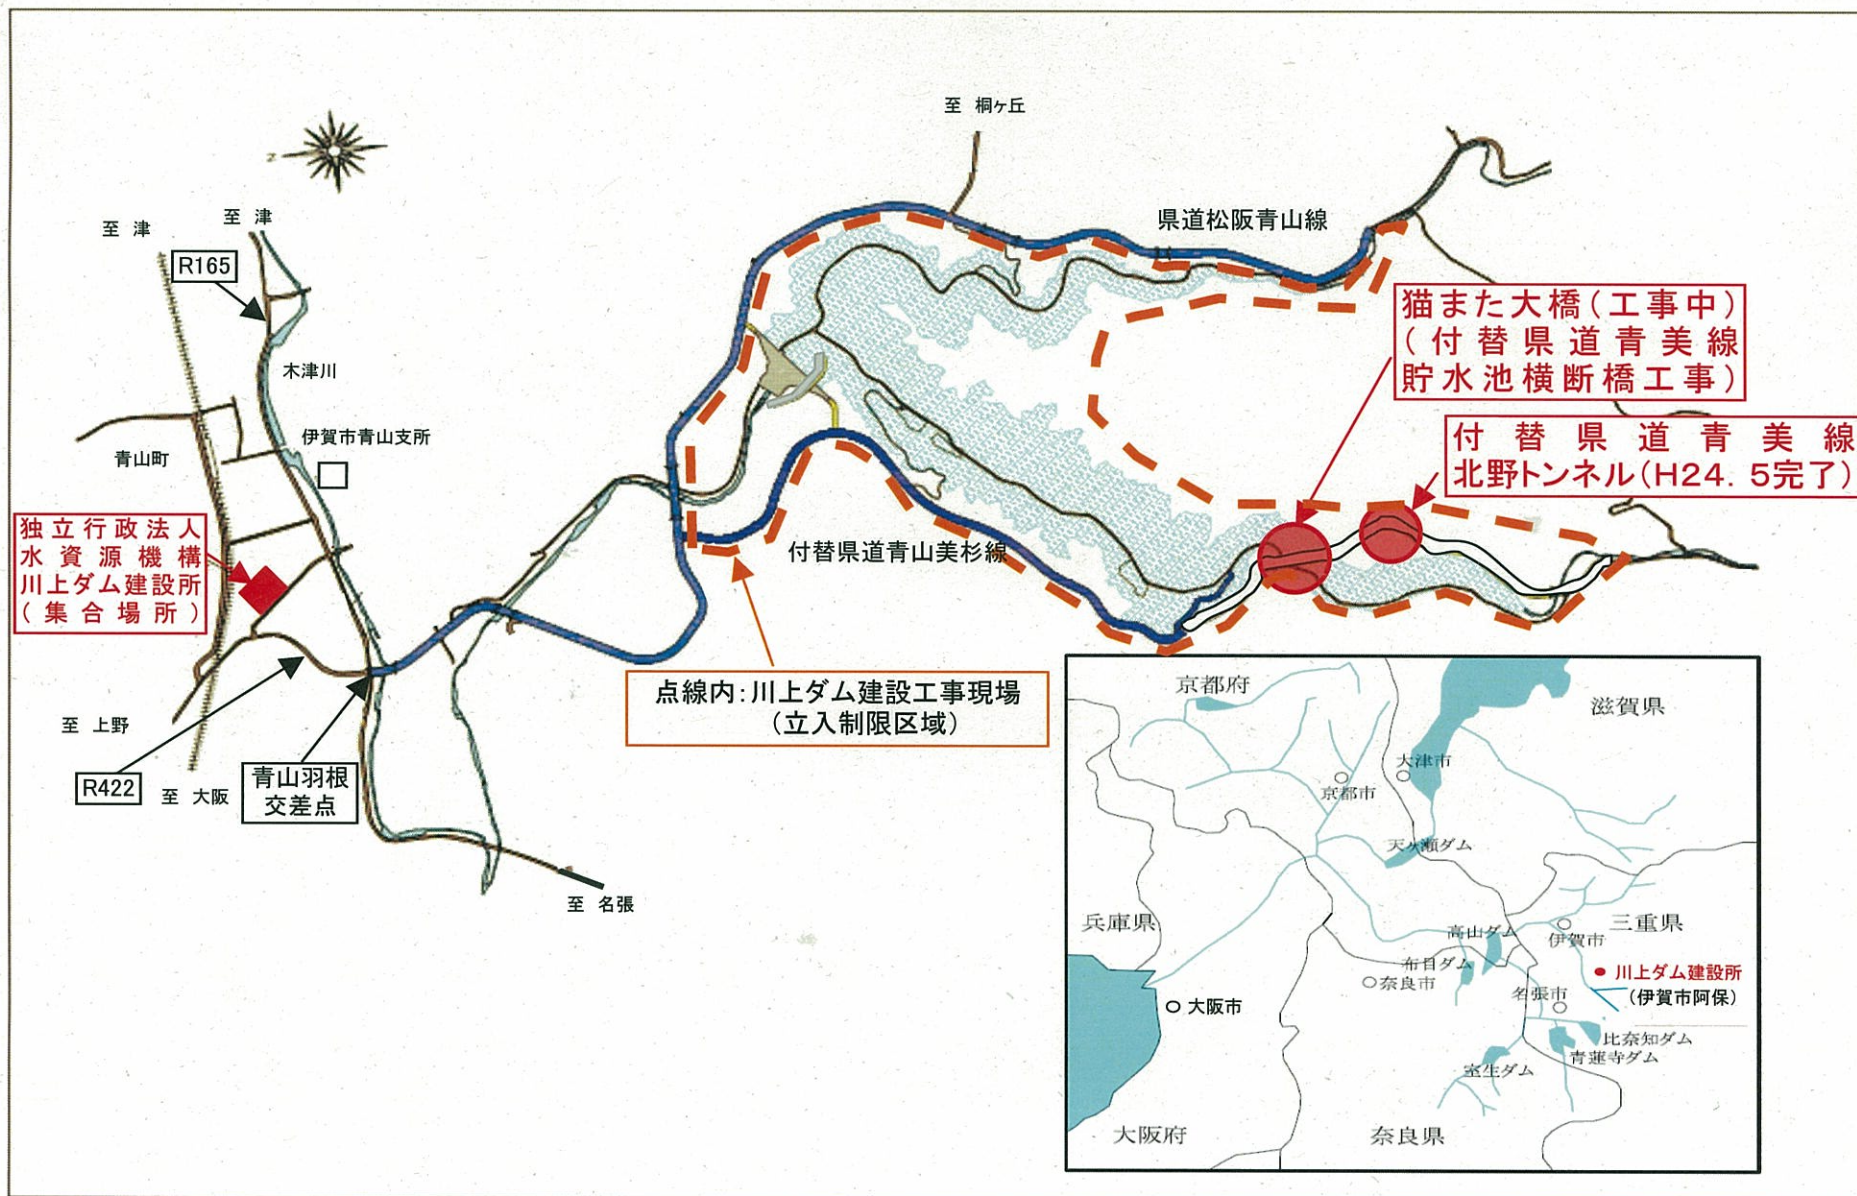 至 桐ヶ丘
N
至 津
至 津
R165
県道松阪青山線
猫また大橋(工事中)
(付替県道青美線
貯水池横断橋工事)
木津川
伊賀市青山支所
青山町
付替県道青美線
北野トンネル(H24.5完了)
独立行政法人
水資源機構
川上ダム建設所
(集合場所)
付替県道青山美杉線
点線内:川上ダム建設工事現場
(立入制限区域)
至 上野
R422
至 大阪
青山羽根
交差点
至 名張
京都府
滋賀県
大津市
京都市
天ヶ瀬ダム
兵庫県
高山ダム
伊賀市
三重県
布目ダム
奈良市
川上ダム建設所
(伊賀市阿保)
名張市
大阪市
比奈知ダム
青蓮寺ダム
室生ダム
大阪府
奈良県